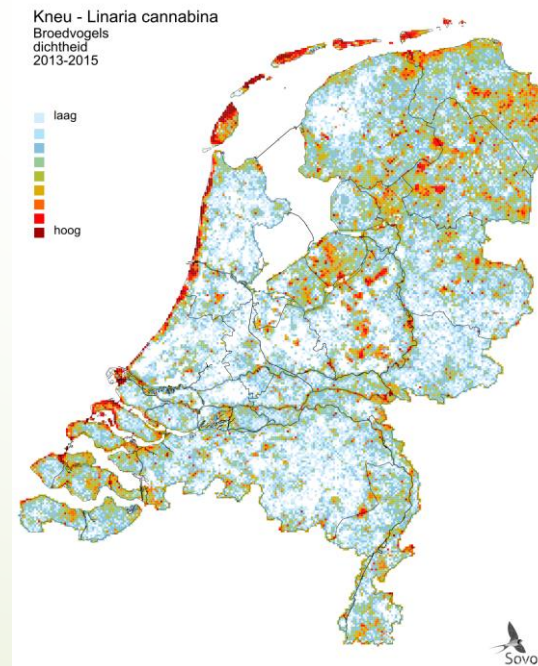 Kneu - Linaria cannabina
Broedvogels
dichtheid
2013-2015
laag
hoog
Sovo